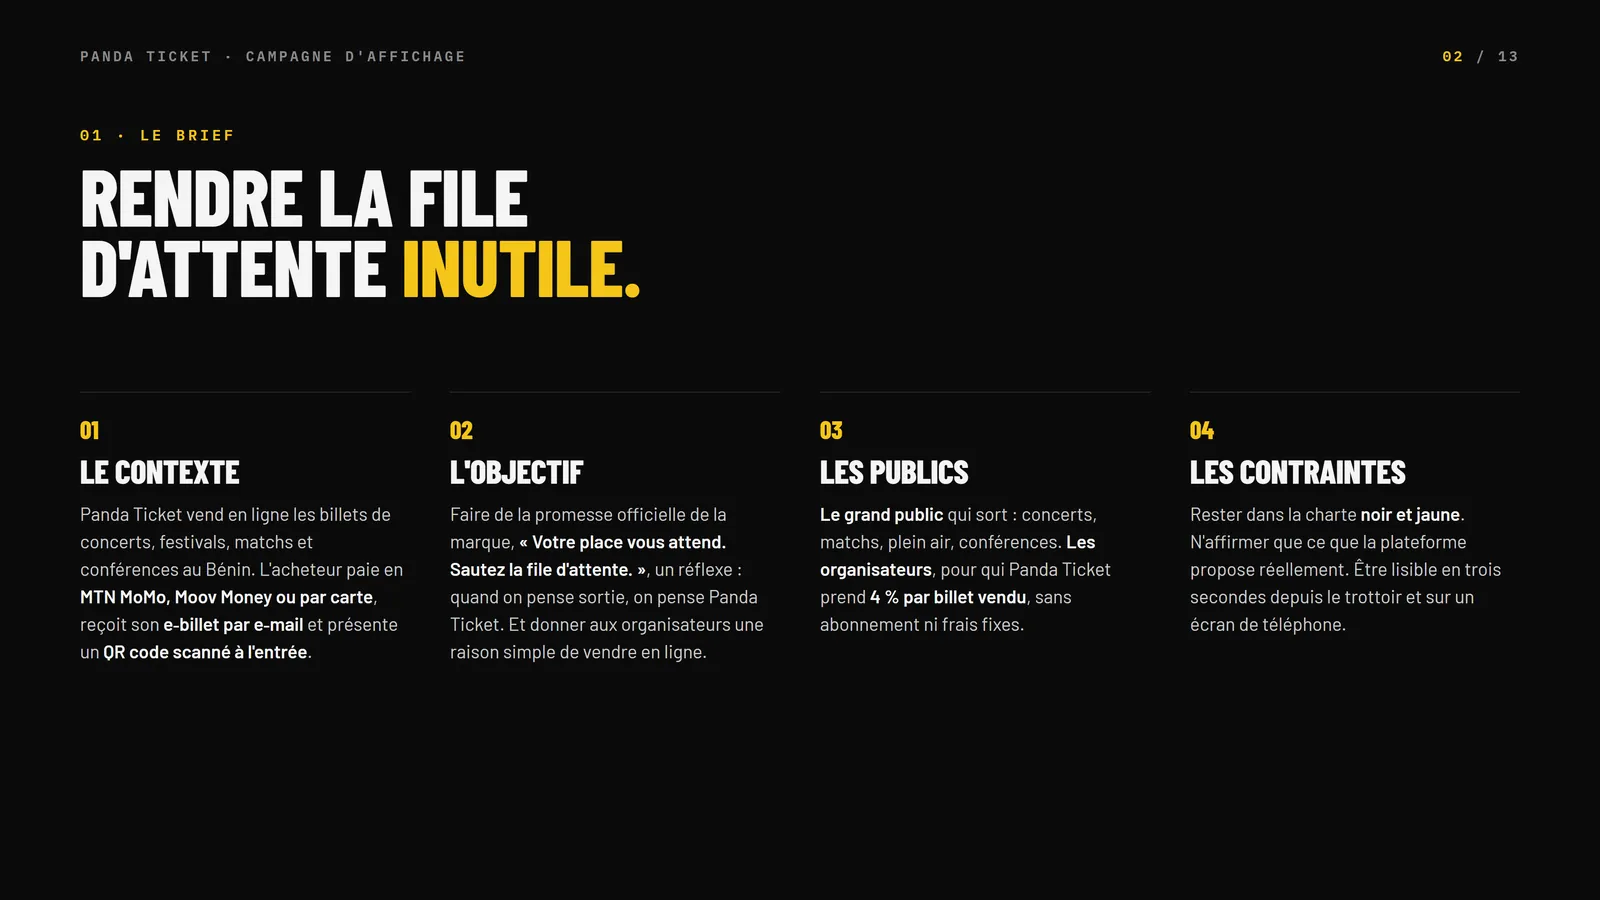 PANDA TICKET · CAMPAGNE D'AFFICHAGE
02 / 13
01 · LE BRIEF
RENDRE LA FILE
D'ATTENTE INUTILE.
01
LE CONTEXTE
Panda Ticket vend en ligne les billets de
concerts, festivals, matchs et
conférences au Bénin. L'acheteur paie en
MTN MoMo, Moov Money ou par carte,
reçoit son e-billet par e-mail et présente
un QR code scanné à l'entrée.
02
L'OBJECTIF
Faire de la promesse officielle de la
marque, « Votre place vous attend.
Sautez la file d'attente. », un réflexe :
quand on pense sortie, on pense Panda
Ticket. Et donner aux organisateurs une
raison simple de vendre en ligne.
03
LES PUBLICS
Le grand public qui sort : concerts,
matchs, plein air, conférences. Les
organisateurs, pour qui Panda Ticket
prend 4 % par billet vendu, sans
abonnement ni frais fixes.
04
LES CONTRAINTES
Rester dans la charte noir et jaune.
N'affirmer que ce que la plateforme
propose réellement. Être lisible en trois
secondes depuis le trottoir et sur un
écran de téléphone.